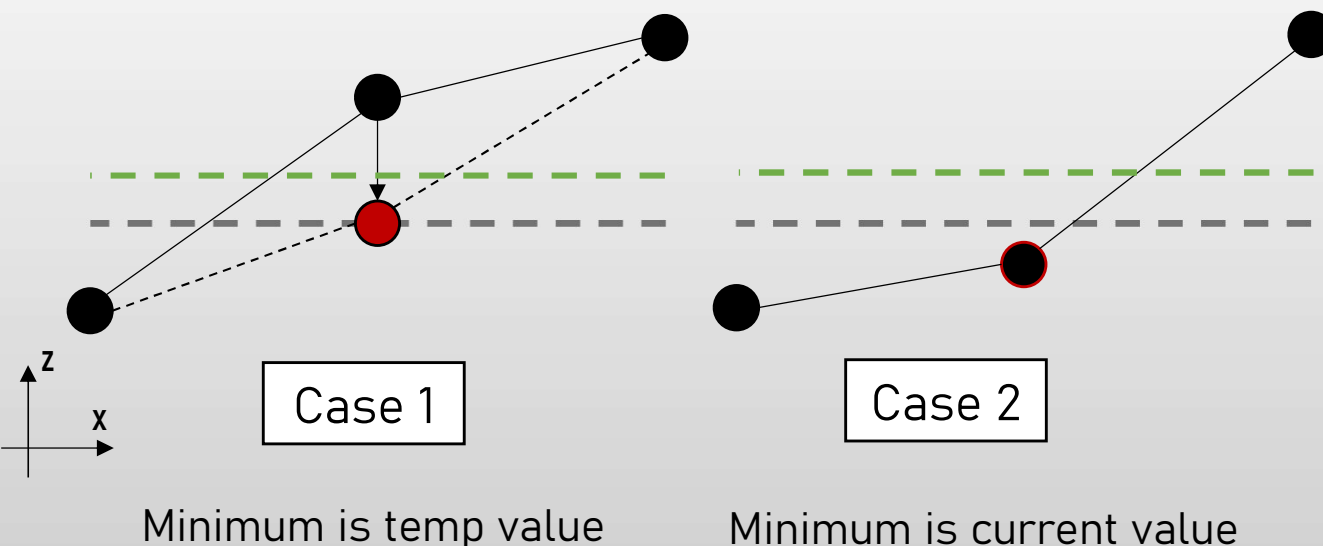 Z
X
Case 1
Case 2
Minimum is temp value
Minimum is current value